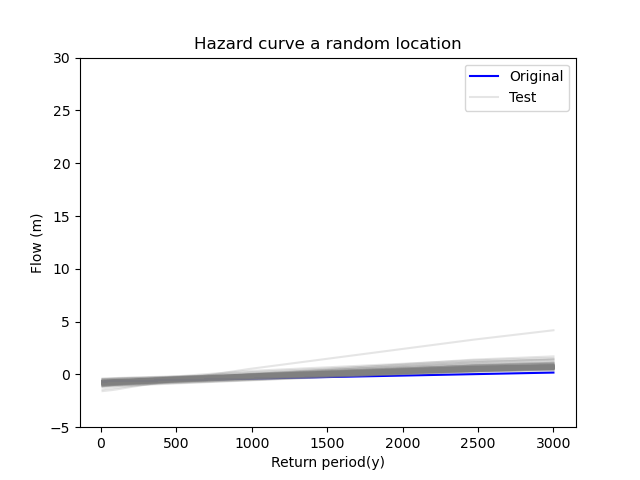 Hazard curve a random location
Original
Test
30
25
20
15
10
5
0
−5
Flow (m)
0 500 1000 1500 2000 2500 3000
Return period(y)